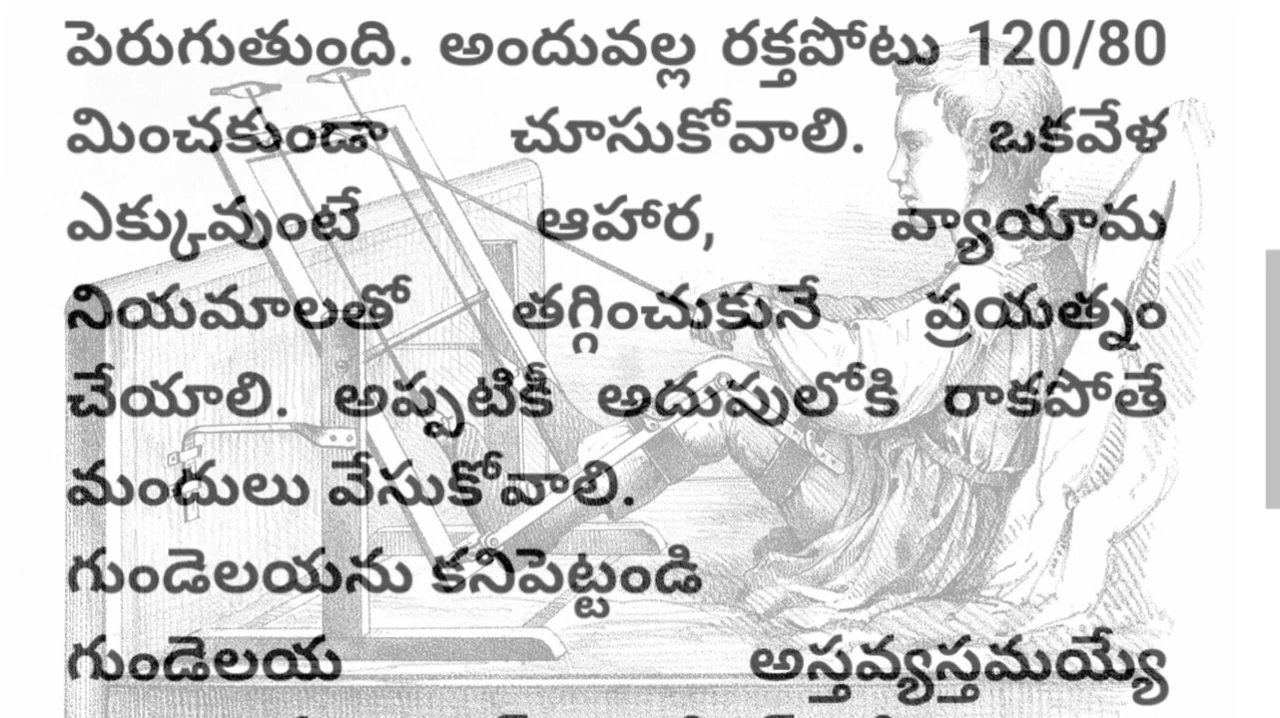 పెరుగుతుంది. అందువల్ల రక్తపోటు 120/80
మించకుండా చూసుకోవాలి. ఒకవేళ
ఎక్కువుంటే ఆహార, వ్యాయామ
నియమాలతో తగ్గించుకునే ప్రయత్నం
చేయాలి. అప్పటికీ అదుపులోకి రాకపోతే
మందులు వేసుకోవాలి.
గుండెలయను కనిపెట్టండి
గుండెలయ అస్తవ్యస్తమయ్యే